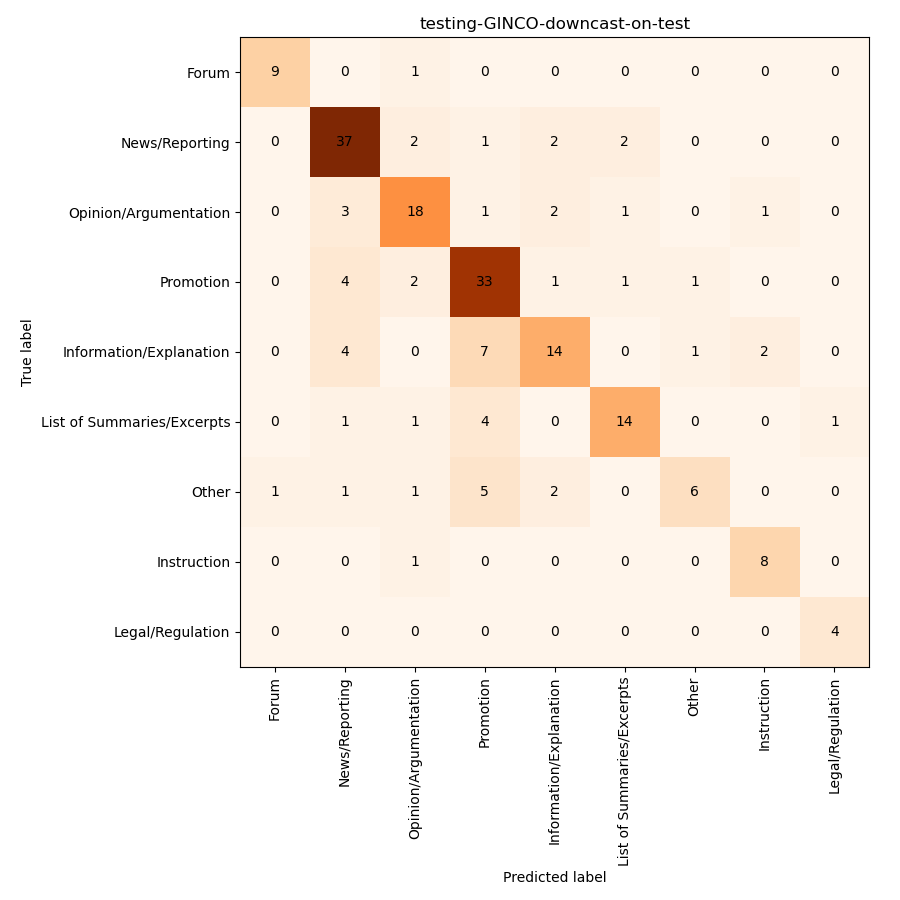 testing-GINCO-downcast-on-test
Forum 9 0 1 0 0 0 0 0 0
News/Reporting 0 37 2 1 2 2 0 0 0
Opinion/Argumentation 0 3 18 1 2 1 0 1 0
Promotion 0 4 2 33 1 1 1 0 0
Information/Explanation 0 4 0 7 14 0 1 2 0
List of Summaries/Excerpts 0 1 1 4 0 14 0 0 1
Other 1 1 1 5 2 0 6 0 0
Instruction 0 0 1 0 0 0 0 8 0
Legal/Regulation 0 0 0 0 0 0 0 0 4
True label
Forum
News/Reporting
Opinion/Argumentation
Promotion
Information/Explanation
List of Summaries/Excerpts
Other
Instruction
Legal/Regulation
Predicted label